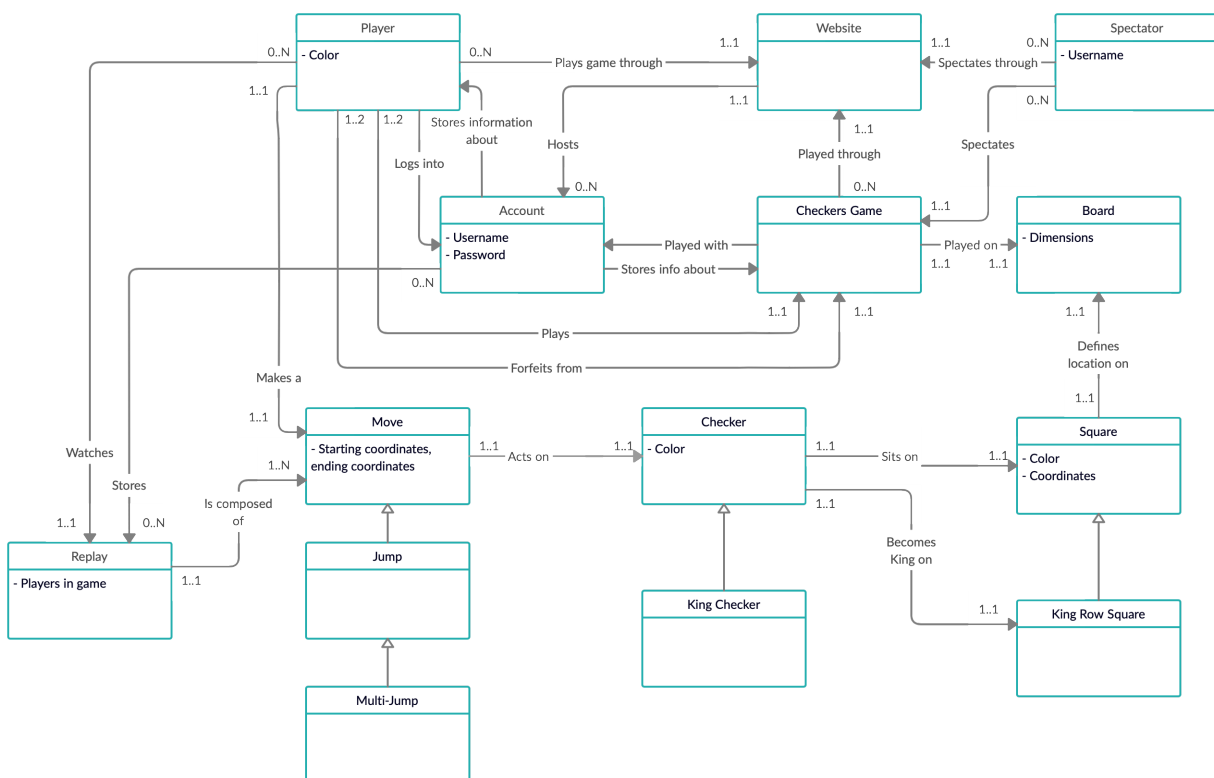 Player
Website
Spectator
0..N
- Color
0..N
Plays game through
1..1
1..1
Spectates through
0..N
- Username
1..1
1..1
0..N
1..2
1..2
Stores information
about
1..1
Logs into
Hosts
Played through
Spectates
0..N
0..N
Account
Checkers Game
1..1
Board
- Username
- Password
Played with
Played on
- Dimensions
Stores info about
1..1
1..1
0..N
1..1
1..1
1..1
Plays
Defines
location on
Forfeits from
Makes a
1..1
1..1
Move
Checker
Square
- Starting coordinates,
ending coordinates
1..1
Acts on
1..1
- Color
1..1
Sits on
1..1
- Color
- Coordinates
Watches
1..N
Stores
Is composed
of
1..1
1..1
0..N
Becomes
King on
Replay
Jump
- Players in game
1..1
King Checker
1..1
King Row Square
Multi-Jump